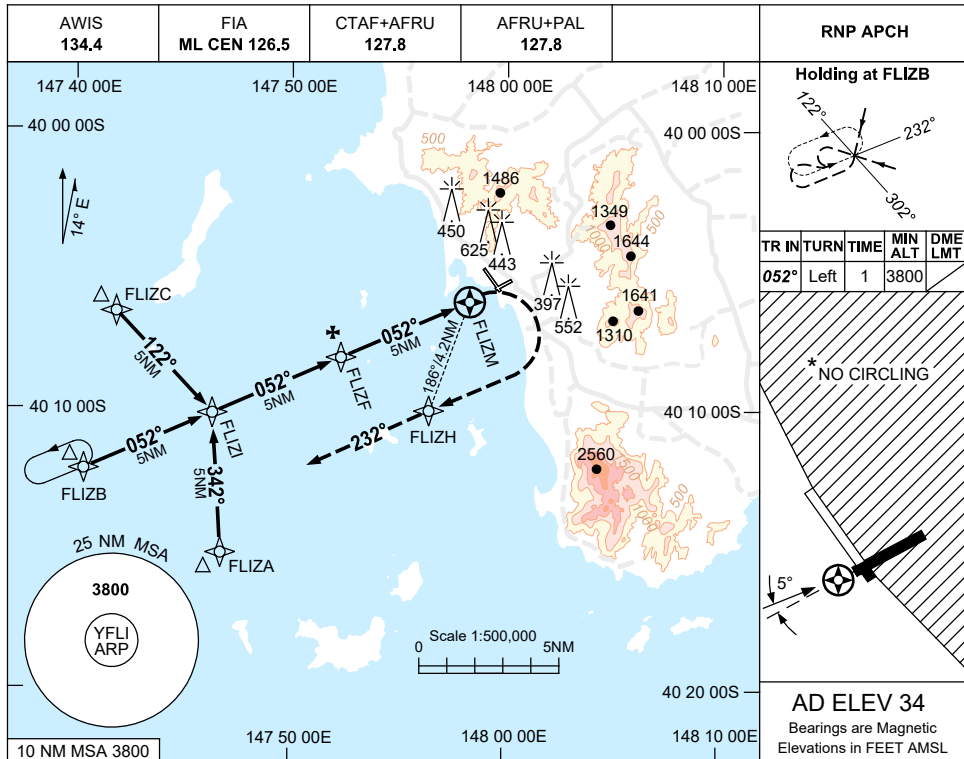 AWIS
134.4
FIA
ML CEN 126.5
CTAF+AFRU
127.8
AFRU+PAL
127.8
RNP APCH
147 40 00E
147 50 00E
148 00 00E
148 10 00E
40 00 00S
40 00 00S
14° E
500
1486
450
625
443
1349
500
1000
1644
397
552
1641
1310
FLIZC
122°
5NM
052°
5NM
FLIZM
052°
5NM
FLIZF
186°/4.2NM
40 10 00S
40 10 00S
FLIZI
FLIZH
232°
052°
5NM
FLIZB
342°
5NM
FLIZA
2560
500
1000
500
25 NM MSA
3800
YFLI
ARP
Scale 1:500,000
0
5NM
40 20 00S
147 50 00E
148 00 00E
148 10 00E
10 NM MSA 3800
Holding at FLIZB
122°
232°
302°
TR IN TURN TIME MIN ALT DME LMT
052° Left 1 3800
*NO CIRCLING
5°
AD ELEV 34
Bearings are Magnetic
Elevations in FEET AMSL